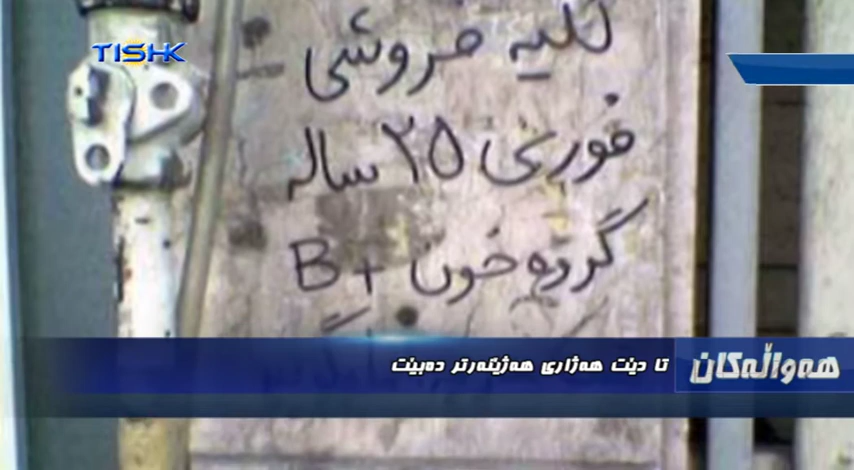 TISHK
کلیه فروشی
فوری ۲۵ ساله
گروه خون B+
تا دێت هەژاری هەژێنەرتر دەبێت
هەواڵەکان